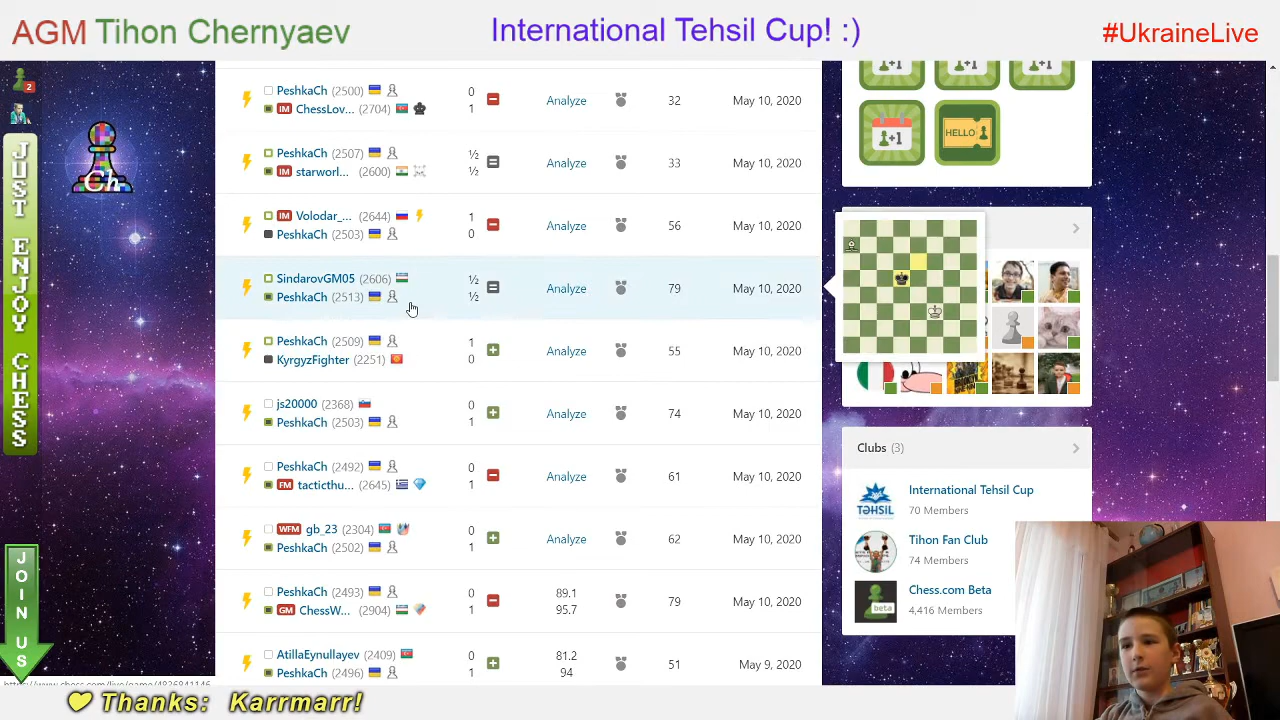 AGM Tihon Chernyaev
International Tehsil Cup! :)
#UkraineLive
2
JUST ENJOY CHESS
Ch
JOIN US
PeshkaCh (2500) 0
IM ChessLov... (2704) 1
Analyze 32 May 10, 2020
PeshkaCh (2507) ½
IM starworl... (2600) ½
Analyze 33 May 10, 2020
IM Volodar_... (2644) 1
PeshkaCh (2503) 0
Analyze 56 May 10, 2020
SindarovGM05 (2606) ½
PeshkaCh (2513) ½
Analyze 79 May 10, 2020
PeshkaCh (2509) 1
KyrgyzFighter (2251) 0
Analyze 55 May 10, 2020
js20000 (2368) 0
PeshkaCh (2503) 1
Analyze 74 May 10, 2020
PeshkaCh (2492) 0
FM tacticthu... (2645) 1
Analyze 61 May 10, 2020
WFM gb_23 (2304) 0
PeshkaCh (2502) 1
Analyze 62 May 10, 2020
PeshkaCh (2493) 0 89.1
GM ChessW... (2904) 1 95.7
79 May 10, 2020
AtillaEynullayev (2409) 0 81.2
PeshkaCh (2496) 1 94
51 May 9, 2020
+1 +1 +1
+1 HELLO
Clubs (3)
TƏHSİL
International Tehsil Cup
70 Members
Tihon Fan Club
74 Members
beta
Chess.com Beta
4,416 Members
Thanks: Karrmarr!